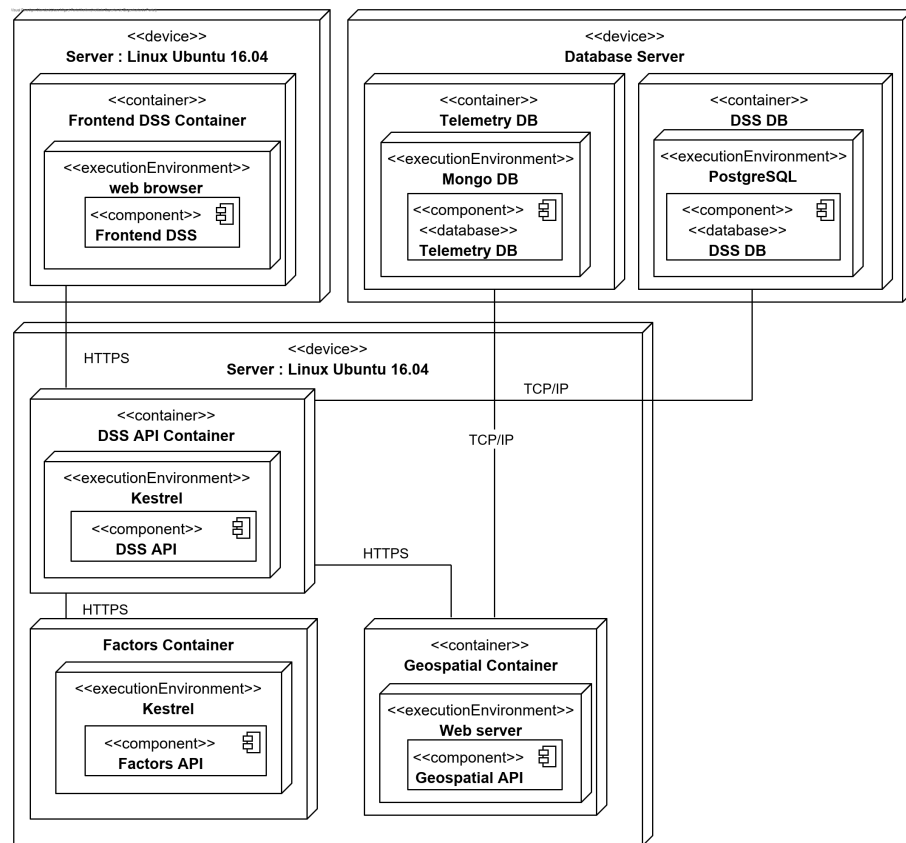 <<device>>
Server : Linux Ubuntu 16.04
<<container>>
Frontend DSS Container
<<executionEnvironment>>
web browser
<<component>>
Frontend DSS
<<device>>
Database Server
<<container>>
Telemetry DB
<<executionEnvironment>>
Mongo DB
<<component>>
<<database>>
Telemetry DB
<<container>>
DSS DB
<<executionEnvironment>>
PostgreSQL
<<component>>
<<database>>
DSS DB
HTTPS
<<device>>
Server : Linux Ubuntu 16.04
TCP/IP
TCP/IP
<<container>>
DSS API Container
<<executionEnvironment>>
Kestrel
<<component>>
DSS API
HTTPS
HTTPS
Factors Container
<<executionEnvironment>>
Kestrel
<<component>>
Factors API
<<container>>
Geospatial Container
<<executionEnvironment>>
Web server
<<component>>
Geospatial API